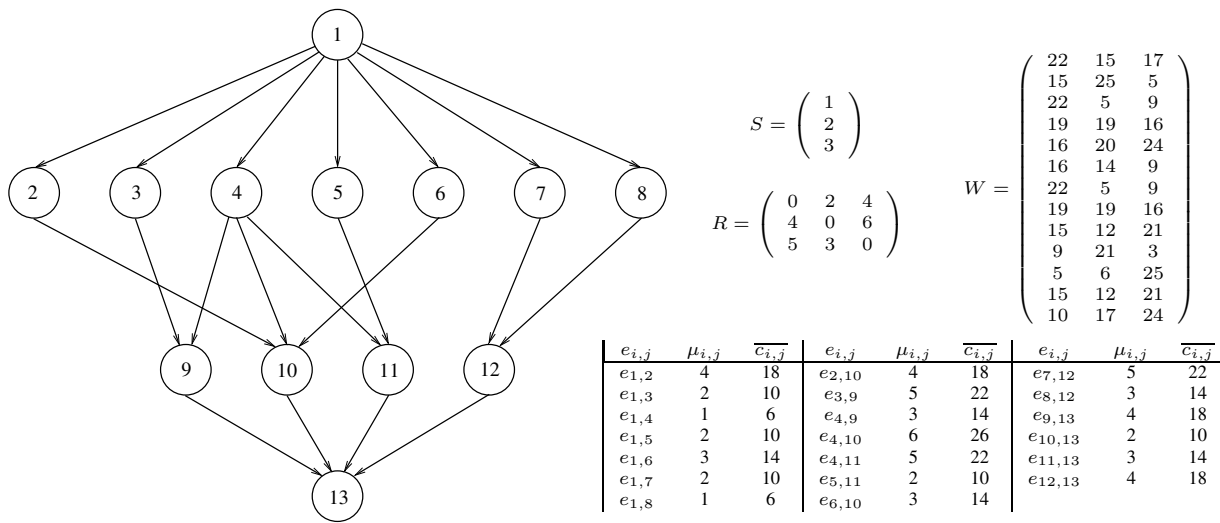 1
2 3 4 5 6 7 8
9 10 11 12
13
S = ( 1
2
3 )
R = ( 0 2 4
4 0 6
5 3 0 )
W = ( 22 15 17
15 25 5
22 5 9
19 19 16
16 20 24
16 14 9
22 5 9
19 19 16
15 12 21
9 21 3
5 6 25
15 12 21
10 17 24 )
e_{i,j} μ_{i,j} \overline{c_{i,j}} e_{i,j} μ_{i,j} \overline{c_{i,j}} e_{i,j} μ_{i,j} \overline{c_{i,j}}
e_{1,2} 4 18 e_{2,10} 4 18 e_{7,12} 5 22
e_{1,3} 2 10 e_{3,9} 5 22 e_{8,12} 3 14
e_{1,4} 1 6 e_{4,9} 3 14 e_{9,13} 4 18
e_{1,5} 2 10 e_{4,10} 6 26 e_{10,13} 2 10
e_{1,6} 3 14 e_{4,11} 5 22 e_{11,13} 3 14
e_{1,7} 2 10 e_{5,11} 2 10 e_{12,13} 4 18
e_{1,8} 1 6 e_{6,10} 3 14